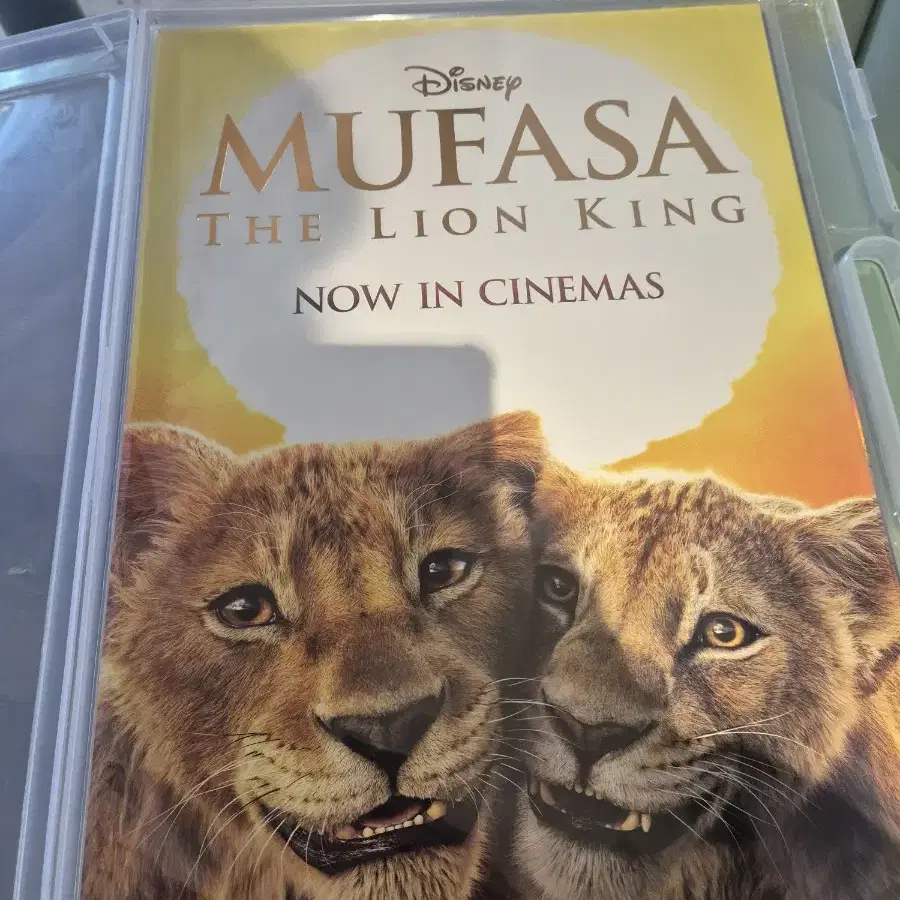 Disney
MUFASA
THE LION KING
NOW IN CINEMAS